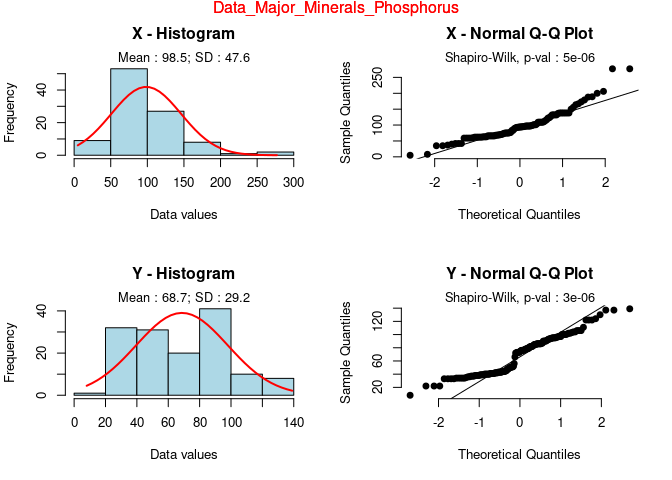 Data_Major_Minerals_Phosphorus
X - Histogram
Mean : 98.5; SD : 47.6
Frequency
0 20 40
0 50 100 150 200 250 300
Data values
X - Normal Q-Q Plot
Shapiro-Wilk, p-val : 5e-06
Sample Quantiles
0 100 250
-2 -1 0 1 2
Theoretical Quantiles
Y - Histogram
Mean : 68.7; SD : 29.2
Frequency
0 20 40
0 20 40 60 80 100 140
Data values
Y - Normal Q-Q Plot
Shapiro-Wilk, p-val : 3e-06
Sample Quantiles
20 60 120
-2 -1 0 1 2
Theoretical Quantiles